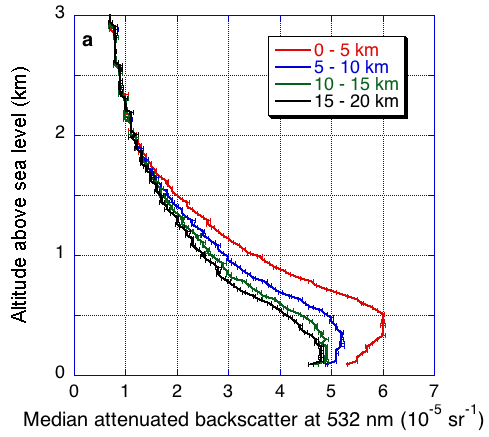 3
a
0 - 5 km
5 - 10 km
10 - 15 km
15 - 20 km
2
Altitude above sea level (km)
1
0
0 1 2 3 4 5 6 7
Median attenuated backscatter at 532 nm (10⁻⁵ sr⁻¹)